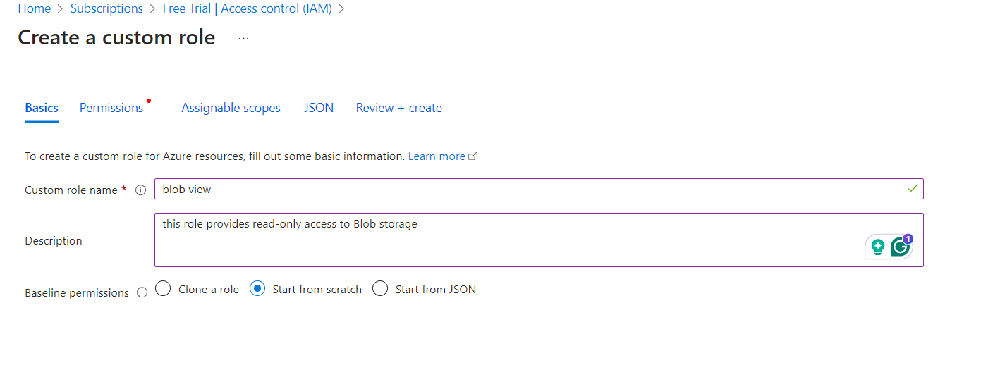 Home > Subscriptions > Free Trial | Access control (IAM) >
Create a custom role ...
Basics Permissions Assignable scopes JSON Review + create
To create a custom role for Azure resources, fill out some basic information. Learn more
Custom role name * blob view
Description this role provides read-only access to Blob storage
1
Baseline permissions Clone a role Start from scratch Start from JSON